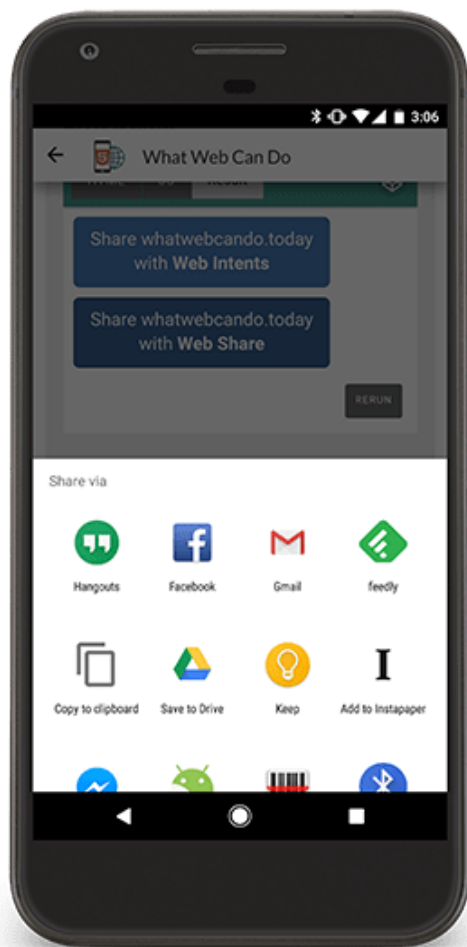 3:06
What Web Can Do
Result
Share whatwebcando.today
with Web Intents
Share whatwebcando.today
with Web Share
RERUN
Share via
Hangouts
Facebook
Gmail
feedly
Copy to clipboard
Save to Drive
Keep
Add to Instapaper